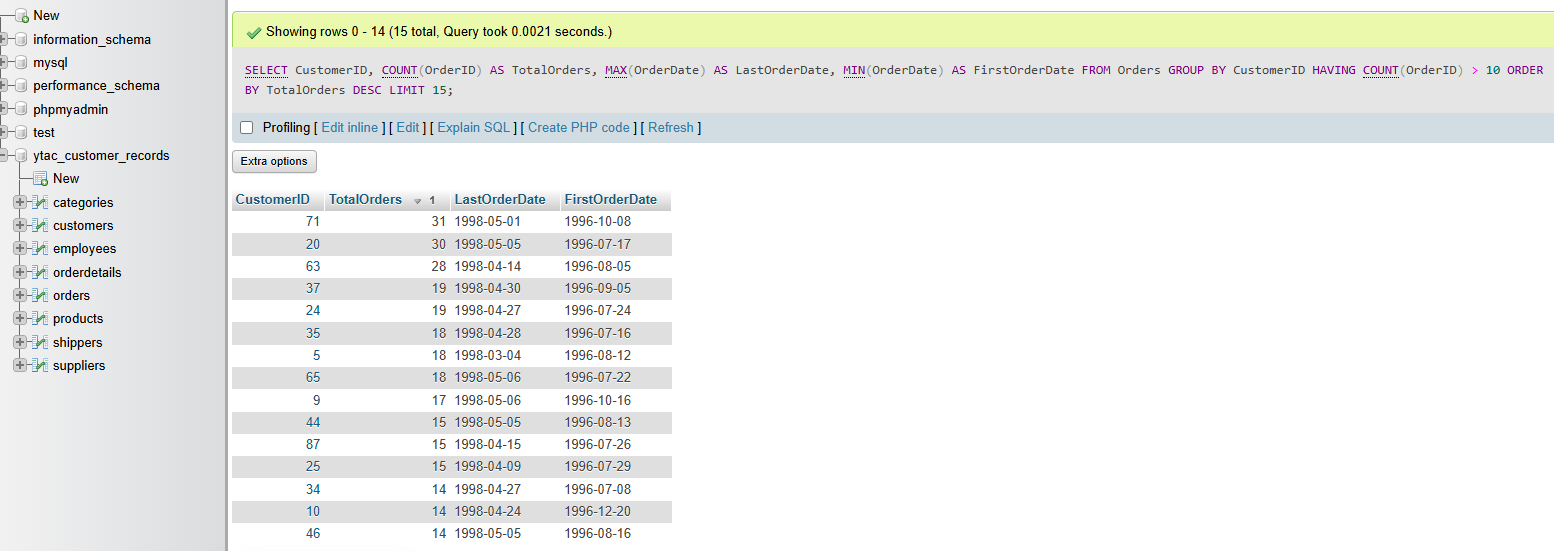 New
information_schema
mysql
performance_schema
phpmyadmin
test
ytac_customer_records
New
categories
customers
employees
orderdetails
orders
products
shippers
suppliers
Showing rows 0 - 14 (15 total, Query took 0.0021 seconds.)
SELECT CustomerID, COUNT(OrderID) AS TotalOrders, MAX(OrderDate) AS LastOrderDate, MIN(OrderDate) AS FirstOrderDate FROM Orders GROUP BY CustomerID HAVING COUNT(OrderID) > 10 ORDER
BY TotalOrders DESC LIMIT 15;
Profiling [ Edit inline ] [ Edit ] [ Explain SQL ] [ Create PHP code ] [ Refresh ]
Extra options
CustomerID TotalOrders 1 LastOrderDate FirstOrderDate
71 31 1998-05-01 1996-10-08
20 30 1998-05-05 1996-07-17
63 28 1998-04-14 1996-08-05
37 19 1998-04-30 1996-09-05
24 19 1998-04-27 1996-07-24
35 18 1998-04-28 1996-07-16
5 18 1998-03-04 1996-08-12
65 18 1998-05-06 1996-07-22
9 17 1998-05-06 1996-10-16
44 15 1998-05-05 1996-08-13
87 15 1998-04-15 1996-07-26
25 15 1998-04-09 1996-07-29
34 14 1998-04-27 1996-07-08
10 14 1998-04-24 1996-12-20
46 14 1998-05-05 1996-08-16